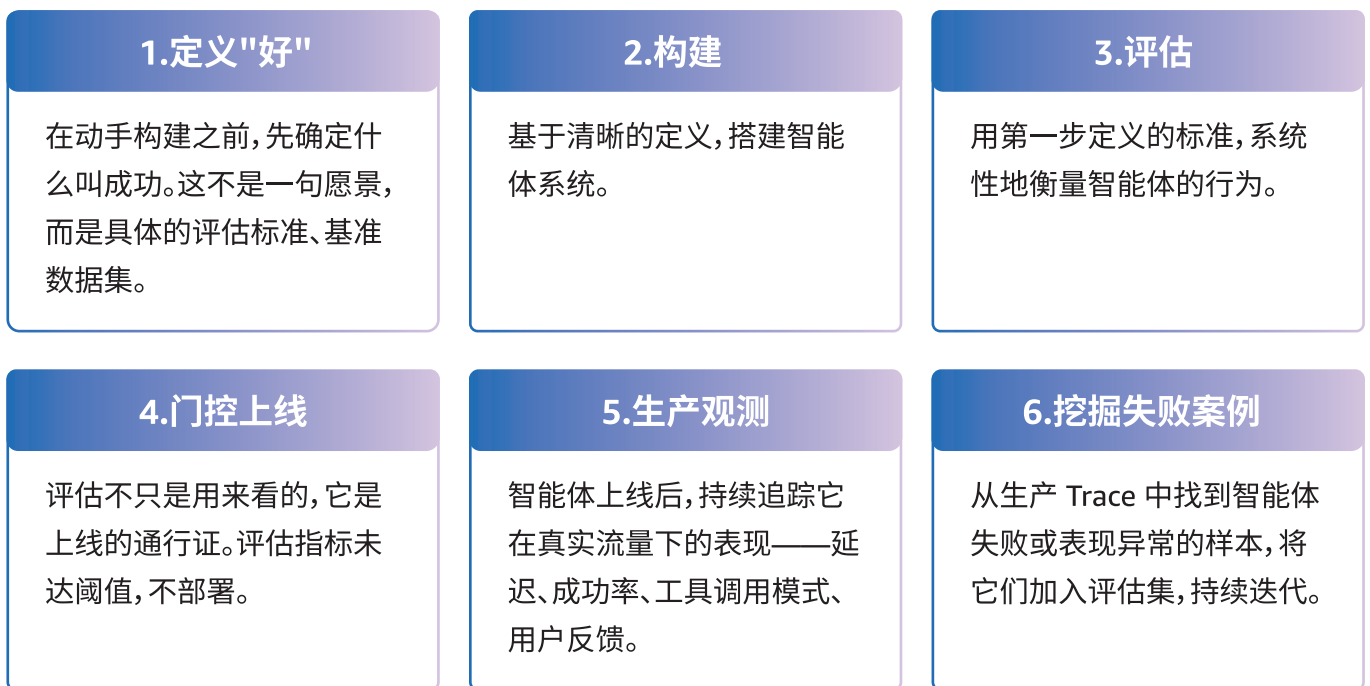 1.定义"好"
在动手构建之前,先确定什
么叫成功。这不是一句愿景,
而是具体的评估标准、基准
数据集。
2.构建
基于清晰的定义,搭建智能
体系统。
3.评估
用第一步定义的标准,系统
性地衡量智能体的行为。
4.门控上线
评估不只是用来看的,它是
上线的通行证。评估指标未
达阈值,不部署。
5.生产观测
智能体上线后,持续追踪它
在真实流量下的表现——延
迟、成功率、工具调用模式、
用户反馈。
6.挖掘失败案例
从生产 Trace 中找到智能体
失败或表现异常的样本,将
它们加入评估集,持续迭代。